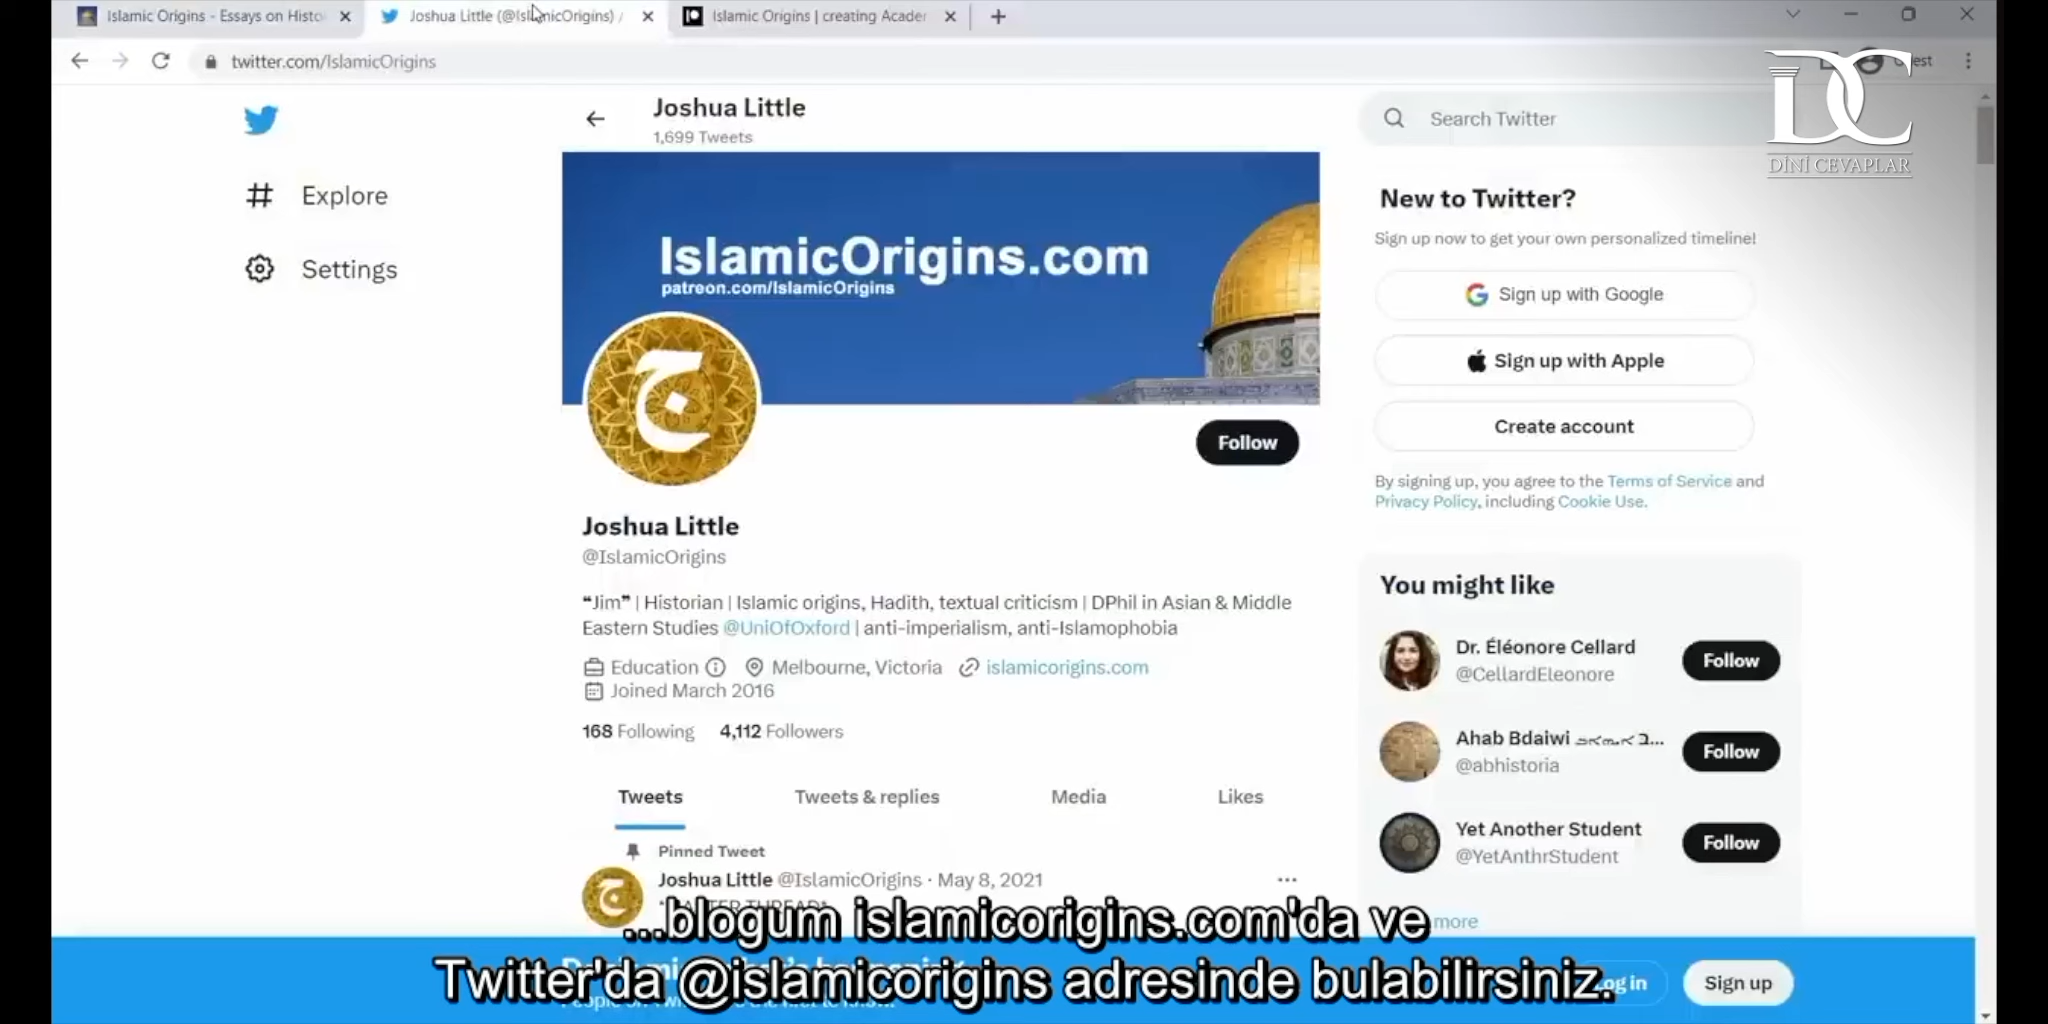 Islamic Origins - Essays on Histo
Joshua Little (@IslamicOrigins) /
Islamic Origins | creating Acader
twitter.com/IslamicOrigins
DC
DİNİ CEVAPLAR
Joshua Little
1,699 Tweets
Search Twitter
Explore
Settings
IslamicOrigins.com
patreon.com/IslamicOrigins
ج
Follow
New to Twitter?
Sign up now to get your own personalized timeline!
Sign up with Google
Sign up with Apple
Create account
By signing up, you agree to the Terms of Service and
Privacy Policy, including Cookie Use.
Joshua Little
@IslamicOrigins
❝Jim❞ | Historian | Islamic origins, Hadith, textual criticism | DPhil in Asian & Middle
Eastern Studies @UniOfOxford | anti-imperialism, anti-Islamophobia
Education Melbourne, Victoria islamicorigins.com
Joined March 2016
168 Following 4,112 Followers
Tweets Tweets & replies Media Likes
Pinned Tweet
Joshua Little @IslamicOrigins · May 8, 2021
You might like
Dr. Éléonore Cellard
@CellardEleonore
Follow
Ahab Bdaiwi
@abhistoria
Follow
Yet Another Student
@YetAnthrStudent
Follow
more
Log in
Sign up
...blogum islamicorigins.com'da ve
Twitter'da @islamicorigins adresinde bulabilirsiniz.